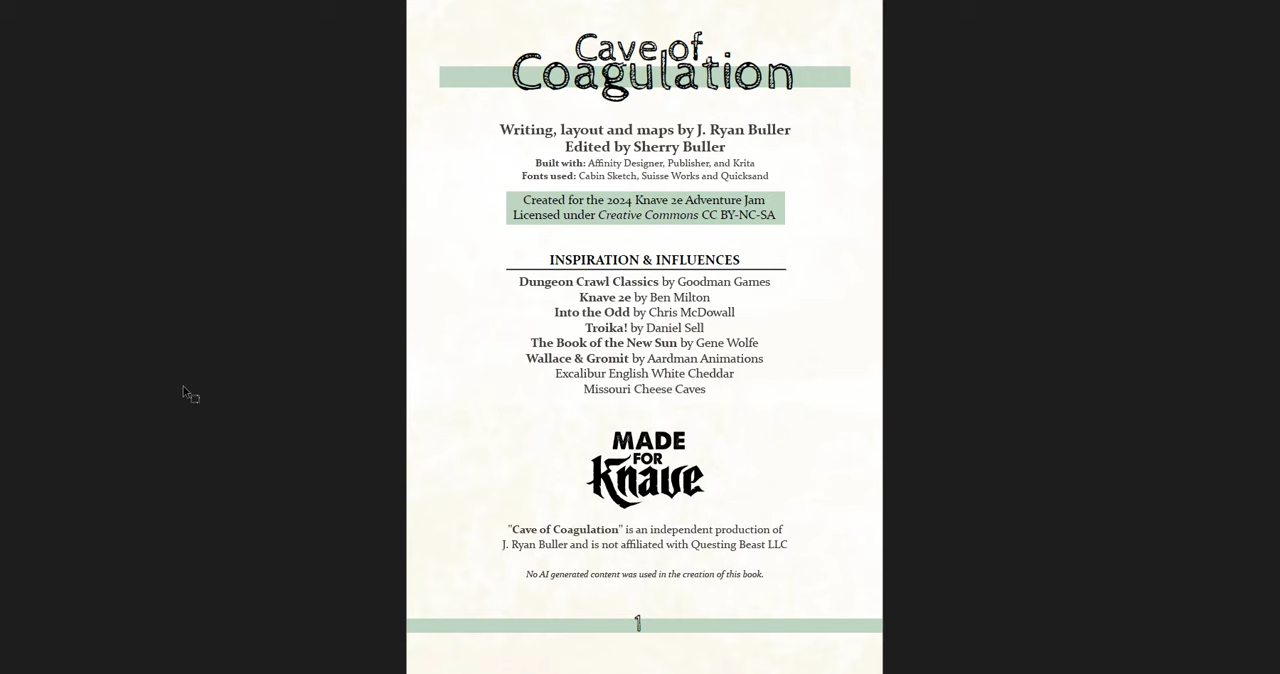 Cave of
Coagulation
Writing, layout and maps by J. Ryan Buller
Edited by Sherry Buller
Built with: Affinity Designer, Publisher, and Krita
Fonts used: Cabin Sketch, Suisse Works and Quicksand
Created for the 2024 Knave 2e Adventure Jam
Licensed under Creative Commons CC BY-NC-SA
INSPIRATION & INFLUENCES
Dungeon Crawl Classics by Goodman Games
Knave 2e by Ben Milton
Into the Odd by Chris McDowall
Troika! by Daniel Sell
The Book of the New Sun by Gene Wolfe
Wallace & Gromit by Aardman Animations
Excalibur English White Cheddar
Missouri Cheese Caves
MADE
FOR
Knave
"Cave of Coagulation" is an independent production of
J. Ryan Buller and is not affiliated with Questing Beast LLC
No AI generated content was used in the creation of this book.
1